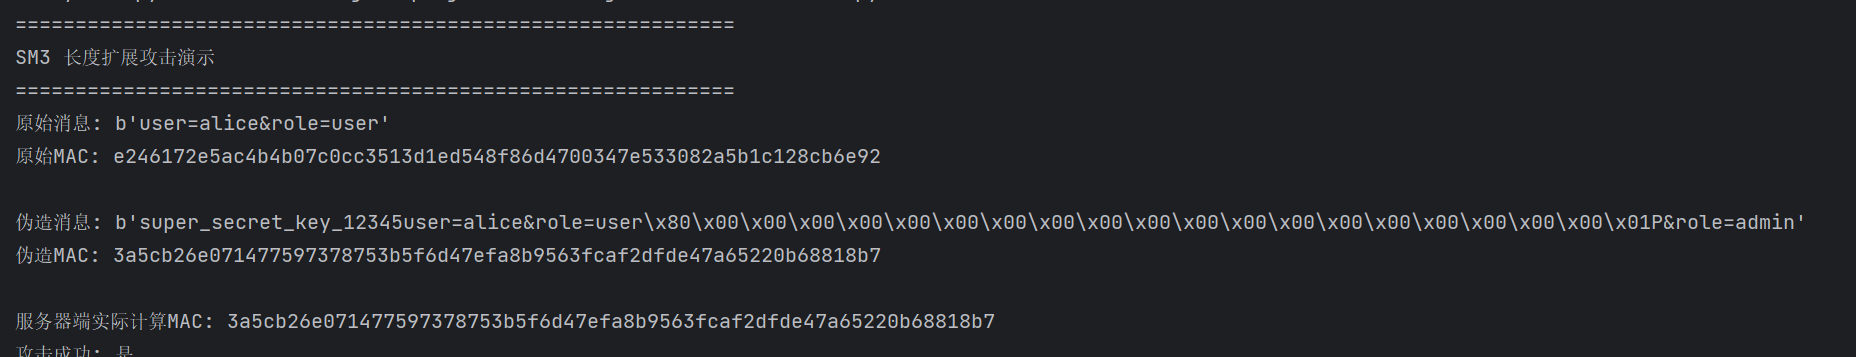 ============================================================
SM3 长度扩展攻击演示
============================================================
原始消息: b'user=alice&role=user'
原始MAC: e246172e5ac4b4b07c0cc3513d1ed548f86d4700347e533082a5b1c128cb6e92
伪造消息: b'super_secret_key_12345user=alice&role=user\x80\x00\x00\x00\x00\x00\x00\x00\x00\x00\x00\x00\x00\x00\x00\x00\x00\x00\x00\x00\x01P&role=admin'
伪造MAC: 3a5cb26e071477597378753b5f6d47efa8b9563fcaf2dfde47a65220b68818b7
服务器端实际计算MAC: 3a5cb26e071477597378753b5f6d47efa8b9563fcaf2dfde47a65220b68818b7
攻击成功: 是